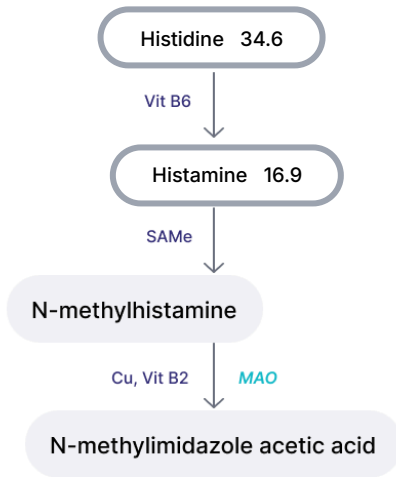 Histidine 34.6
Vit B6
Histamine 16.9
SAMe
N-methylhistamine
Cu, Vit B2 MAO
N-methylimidazole acetic acid